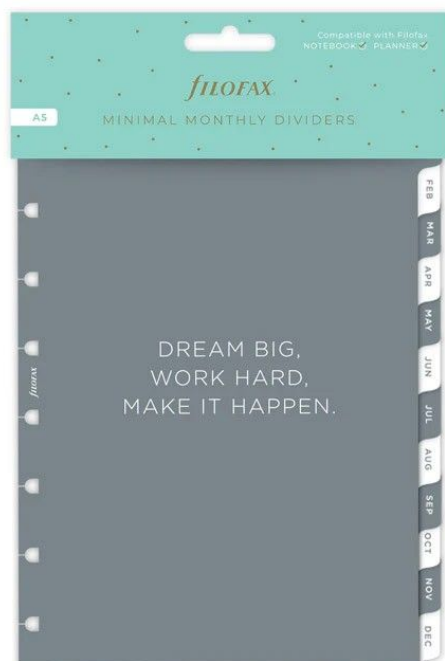 Compatible with Filofax
NOTEBOOK PLANNER
FILOFAX
A5
MINIMAL MONTHLY DIVIDERS
FEB
MAR
APR
MAY
JUN
JUL
AUG
SEP
OCT
NOV
DEC
DREAM BIG,
WORK HARD,
MAKE IT HAPPEN.
FILOFAX